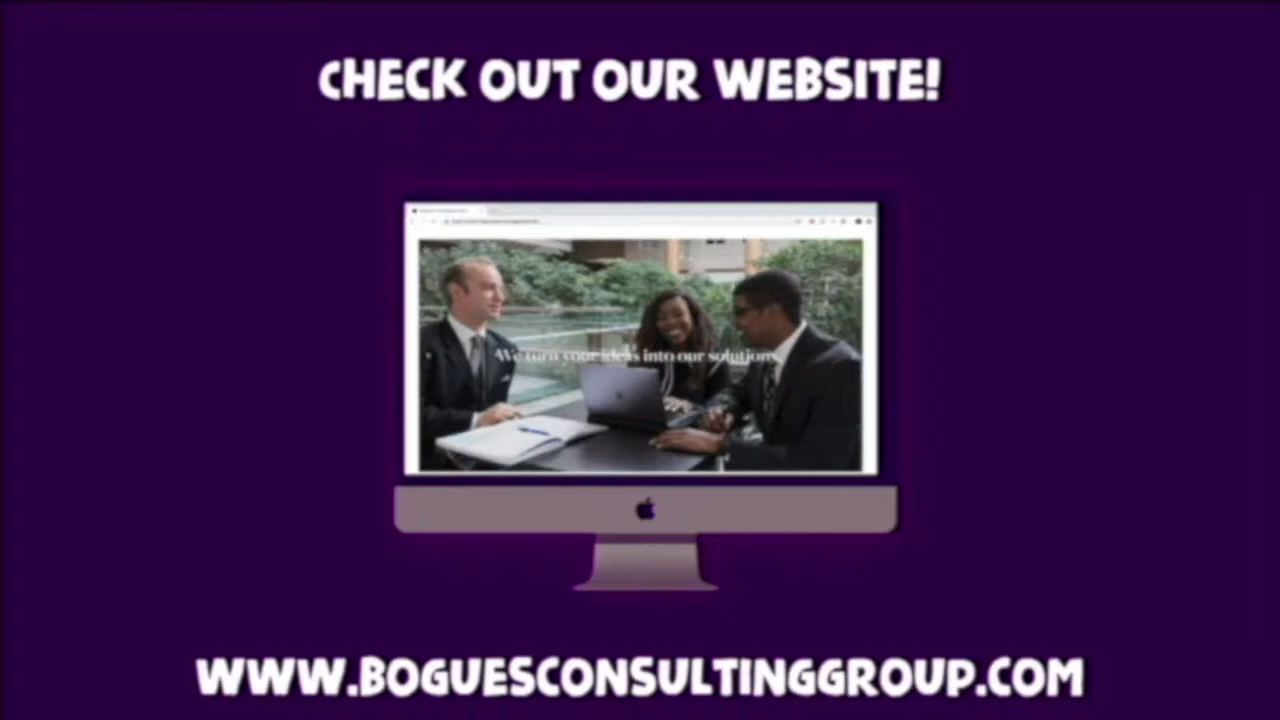 CHECK OUT OUR WEBSITE!
We turn your ideas into our solutions.
WWW.BOGUESCONSULTINGGROUP.COM